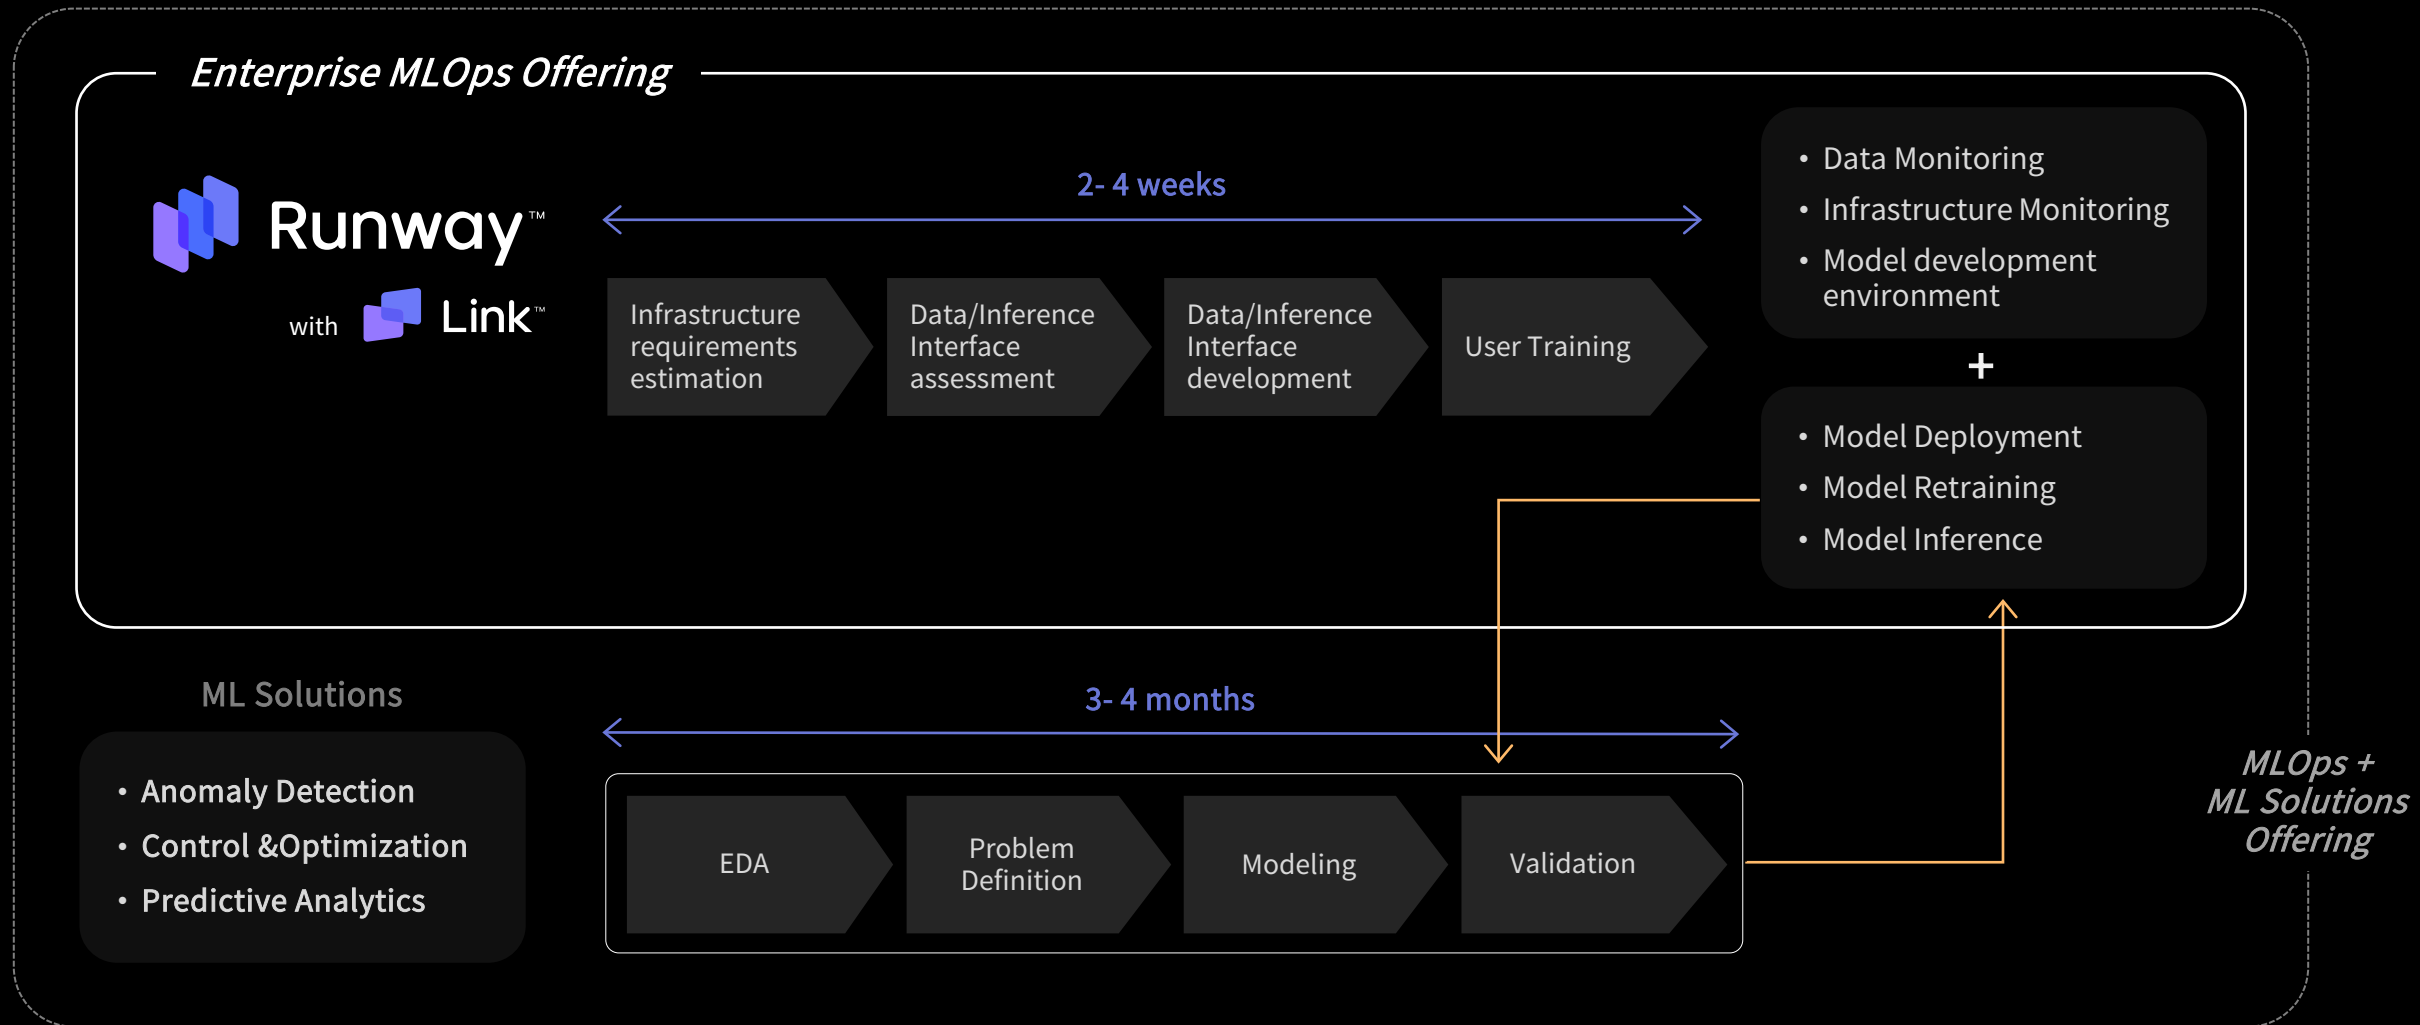 Enterprise MLOps Offering
Runway™
with Link™
2- 4 weeks
Infrastructure
requirements
estimation
Data/Inference
Interface
assessment
Data/Inference
Interface
development
User Training
• Data Monitoring
• Infrastructure Monitoring
• Model development
environment
+
• Model Deployment
• Model Retraining
• Model Inference
ML Solutions
• Anomaly Detection
• Control &Optimization
• Predictive Analytics
3- 4 months
EDA
Problem
Definition
Modeling
Validation
MLOps +
ML Solutions
Offering